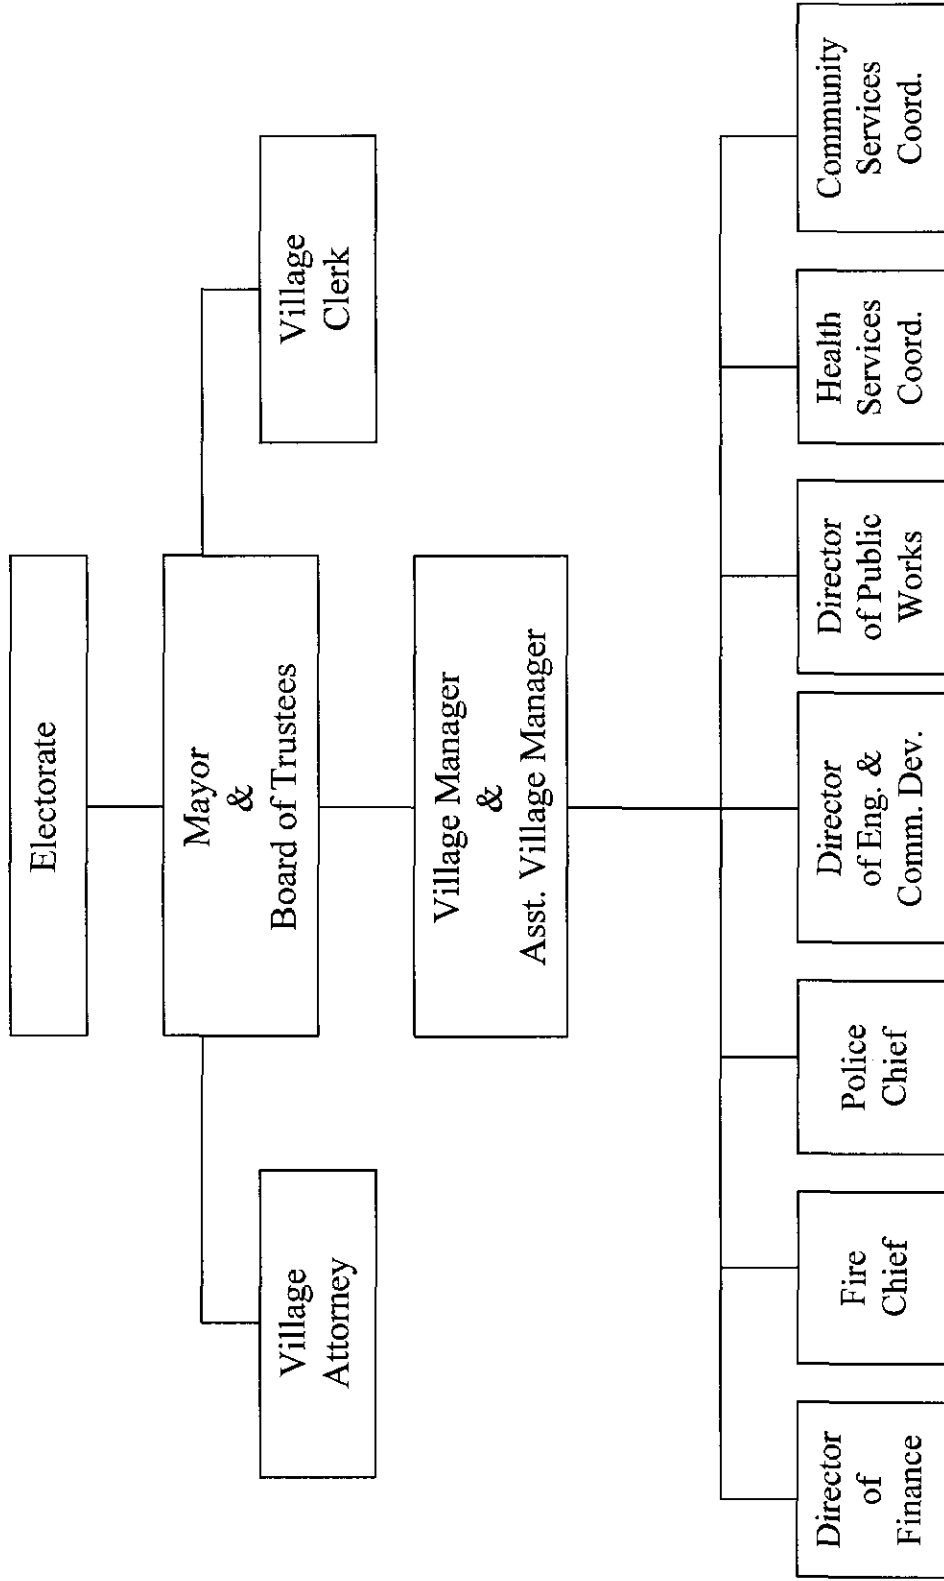 Electorate
Mayor
&
Board of Trustees
Village
Attorney
Village
Clerk
Village Manager
&
Asst. Village Manager
Director
of
Finance
Fire
Chief
Police
Chief
Director
of Eng. &
Comm. Dev.
Director
of Public
Works
Health
Services
Coord.
Community
Services
Coord.